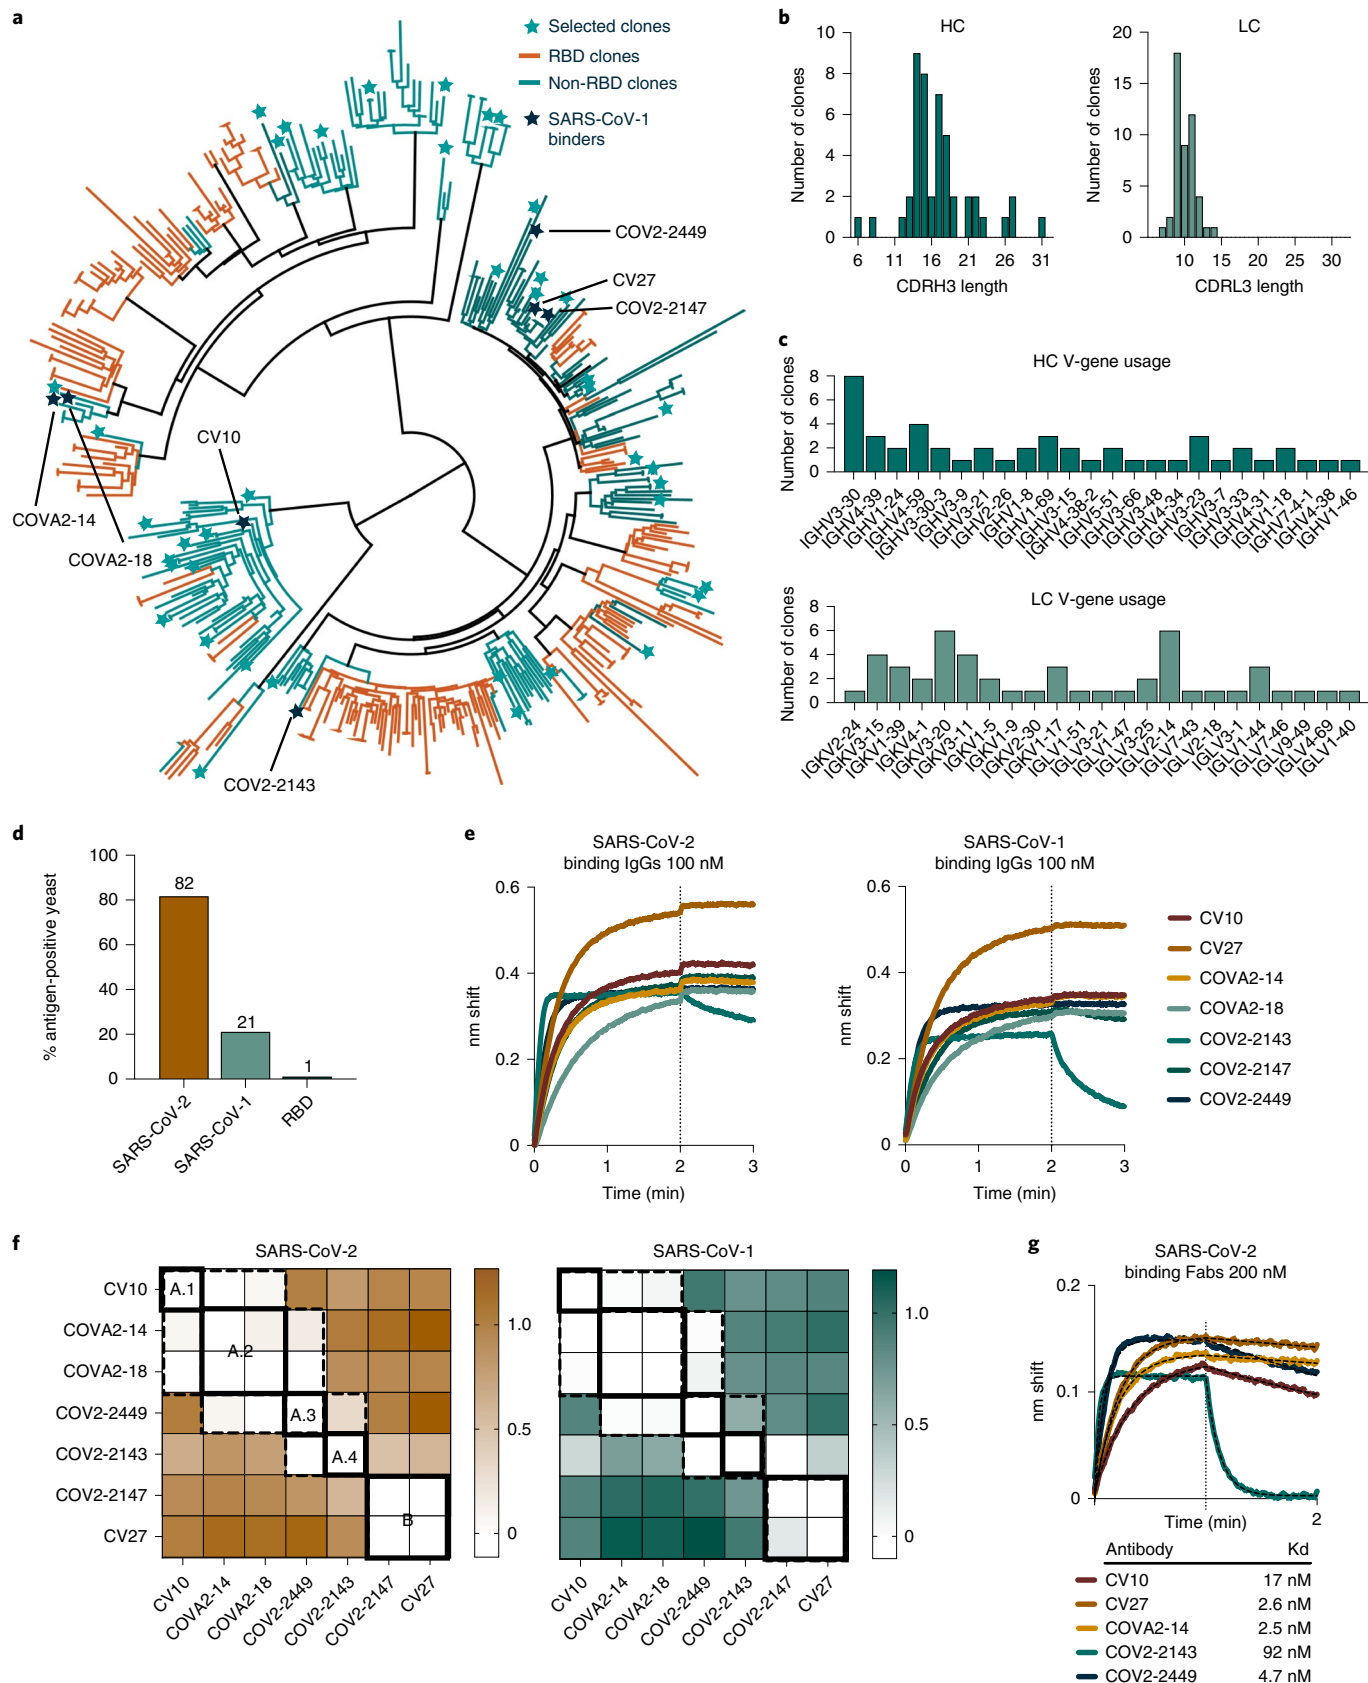 a
Selected clones
RBD clones
Non-RBD clones
SARS-CoV-1
binders
COV2-2449
CV27
COV2-2147
CV10
COVA2-14
COVA2-18
COV2-2143
b
HC
Number of clones
10
8
6
4
2
0
6 11 16 21 26 31
CDRH3 length
LC
Number of clones
20
15
10
5
0
10 15 20 25 30
CDRL3 length
c
HC V-gene usage
Number of clones
8
6
4
2
0
IGHV3-30
IGHV4-39
IGHV1-24
IGHV4-59
IGHV3-30-3
IGHV3-9
IGHV3-21
IGHV2-26
IGHV1-8
IGHV1-69
IGHV3-15
IGHV4-38-2
IGHV5-51
IGHV3-66
IGHV3-48
IGHV4-34
IGHV3-23
IGHV3-7
IGHV3-33
IGHV4-31
IGHV1-18
IGHV7-4-1
IGHV4-38
IGHV1-46
LC V-gene usage
Number of clones
8
6
4
2
0
IGKV2-24
IGKV3-15
IGKV1-39
IGKV4-1
IGKV3-20
IGKV3-11
IGKV1-5
IGKV1-9
IGKV2-30
IGKV1-17
IGLV1-51
IGLV3-21
IGLV1-47
IGLV3-25
IGLV2-14
IGLV7-43
IGLV2-18
IGLV3-1
IGLV1-44
IGLV7-46
IGLV9-49
IGLV4-69
IGLV1-40
d
% antigen-positive yeast
100
80
60
40
20
0
82
21
1
SARS-CoV-2
SARS-CoV-1
RBD
e
SARS-CoV-2
binding IgGs 100 nM
nm shift
0.6
0.4
0.2
0
0 1 2 3
Time (min)
SARS-CoV-1
binding IgGs 100 nM
nm shift
0.6
0.4
0.2
0
0 1 2 3
Time (min)
CV10
CV27
COVA2-14
COVA2-18
COV2-2143
COV2-2147
COV2-2449
f
SARS-CoV-2
CV10
COVA2-14
COVA2-18
COV2-2449
COV2-2143
COV2-2147
CV27
A.1
A.2
A.3
A.4
B
CV10
COVA2-14
COVA2-18
COV2-2449
COV2-2143
COV2-2147
CV27
1.0
0.5
0
SARS-CoV-1
CV10
COVA2-14
COVA2-18
COV2-2449
COV2-2143
COV2-2147
CV27
1.0
0.5
0
g
SARS-CoV-2
binding Fabs 200 nM
nm shift
0.2
0.1
0
Time (min) 2
Antibody Kd
CV10 17 nM
CV27 2.6 nM
COVA2-14 2.5 nM
COV2-2143 92 nM
COV2-2449 4.7 nM